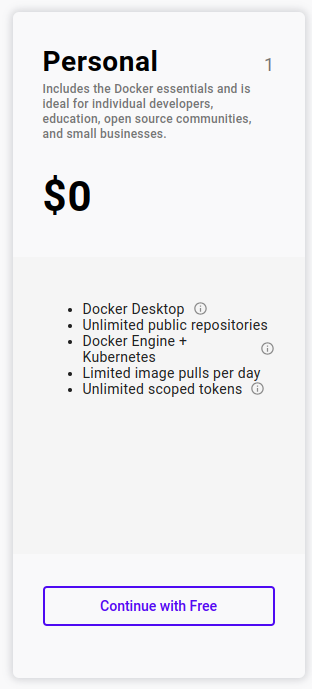 Personal 1
Includes the Docker essentials and is
ideal for individual developers,
education, open source communities,
and small businesses.
$0
Docker Desktop
Unlimited public repositories
Docker Engine +
Kubernetes
Limited image pulls per day
Unlimited scoped tokens
Continue with Free